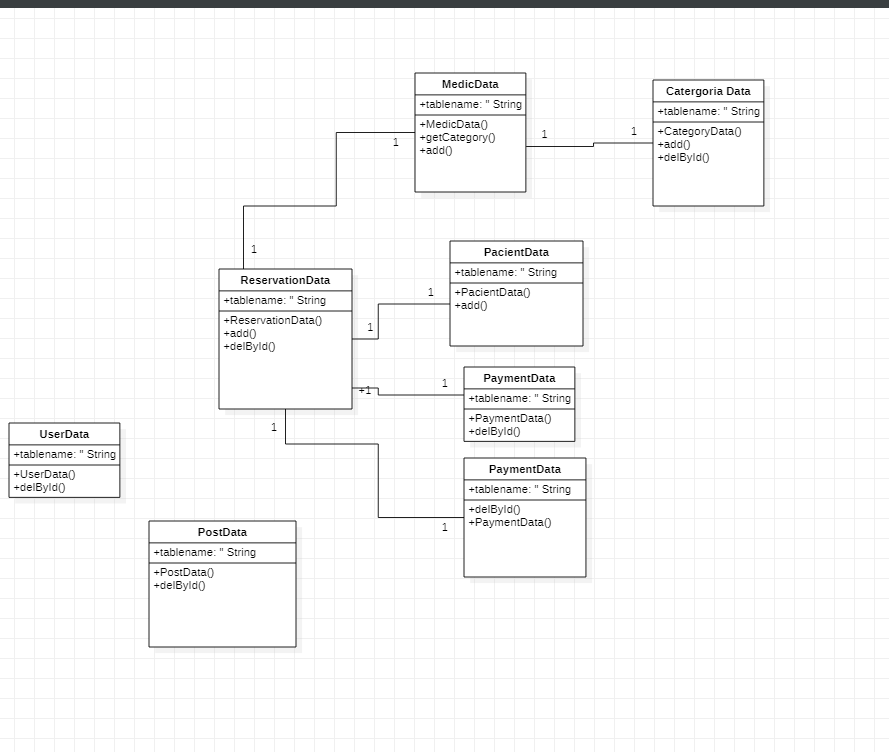 MedicData
+tablename: " String
+MedicData()
+getCategory()
+add()
Catergoria Data
+tablename: " String
+CategoryData()
+add()
+delById()
1
1
1
1
ReservationData
+tablename: " String
+ReservationData()
+add()
+delById()
PacientData
+tablename: " String
+PacientData()
+add()
1
1
PaymentData
+tablename: " String
+PaymentData()
+delById()
1
+1
1
PaymentData
+tablename: " String
+delById()
+PaymentData()
1
UserData
+tablename: " String
+UserData()
+delById()
PostData
+tablename: " String
+PostData()
+delById()